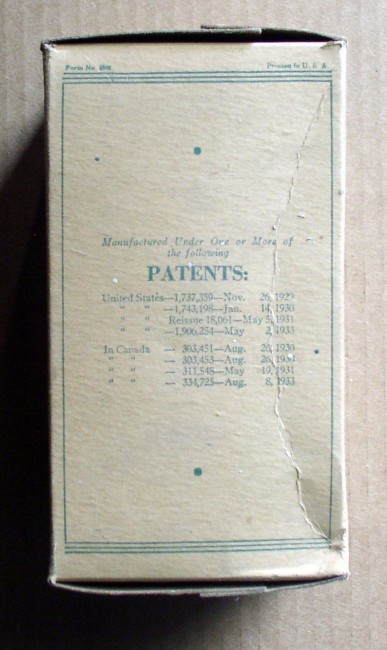 Form No. Printed in U. S. A.
Manufactured Under One or More of
the following
PATENTS:
United States—1,737,359—Nov. 26, 1929
" " —1,743,198—Jan. 14, 1930
" " Reissue 18,061—May 5, 1931
" " —1,906,254—May 2, 1933
In Canada — 303,451—Aug. 26, 1930
" " — 303,453—Aug. 26, 1930
" " — 311,548—May 19, 1931
" " — 334,725—Aug. 8, 1933